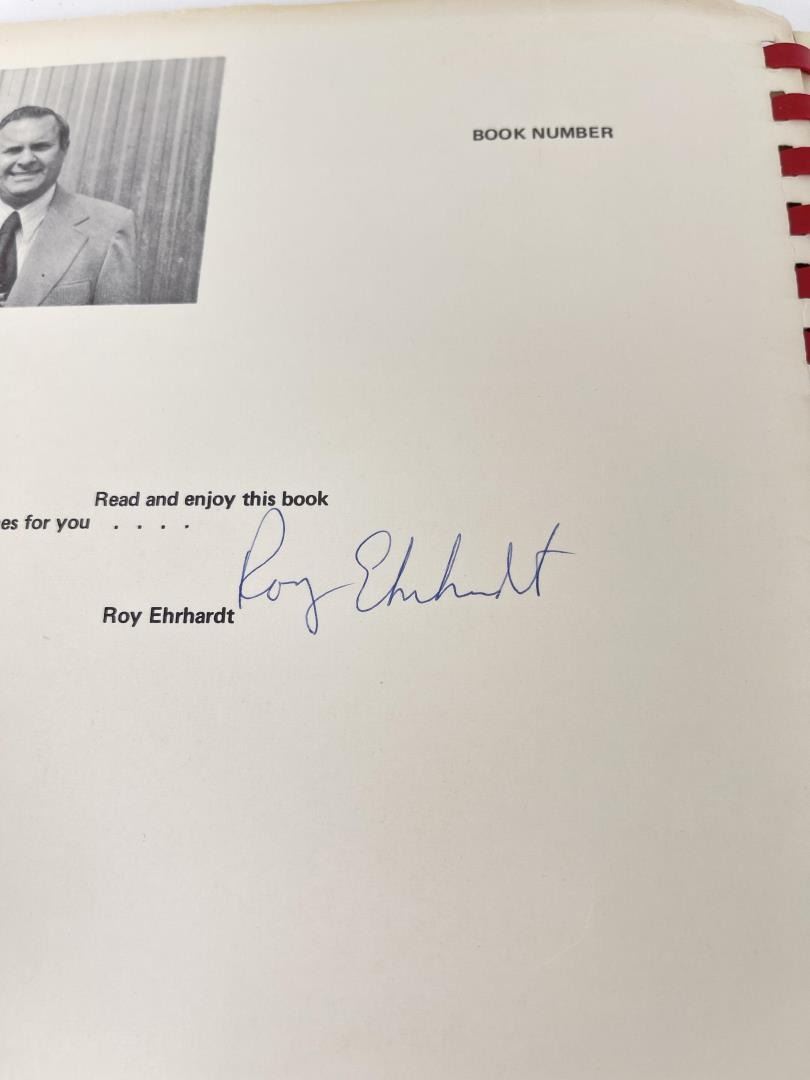 BOOK NUMBER
Read and enjoy this book
es for you . . . .
Roy Ehrhardt
Roy Ehrhardt